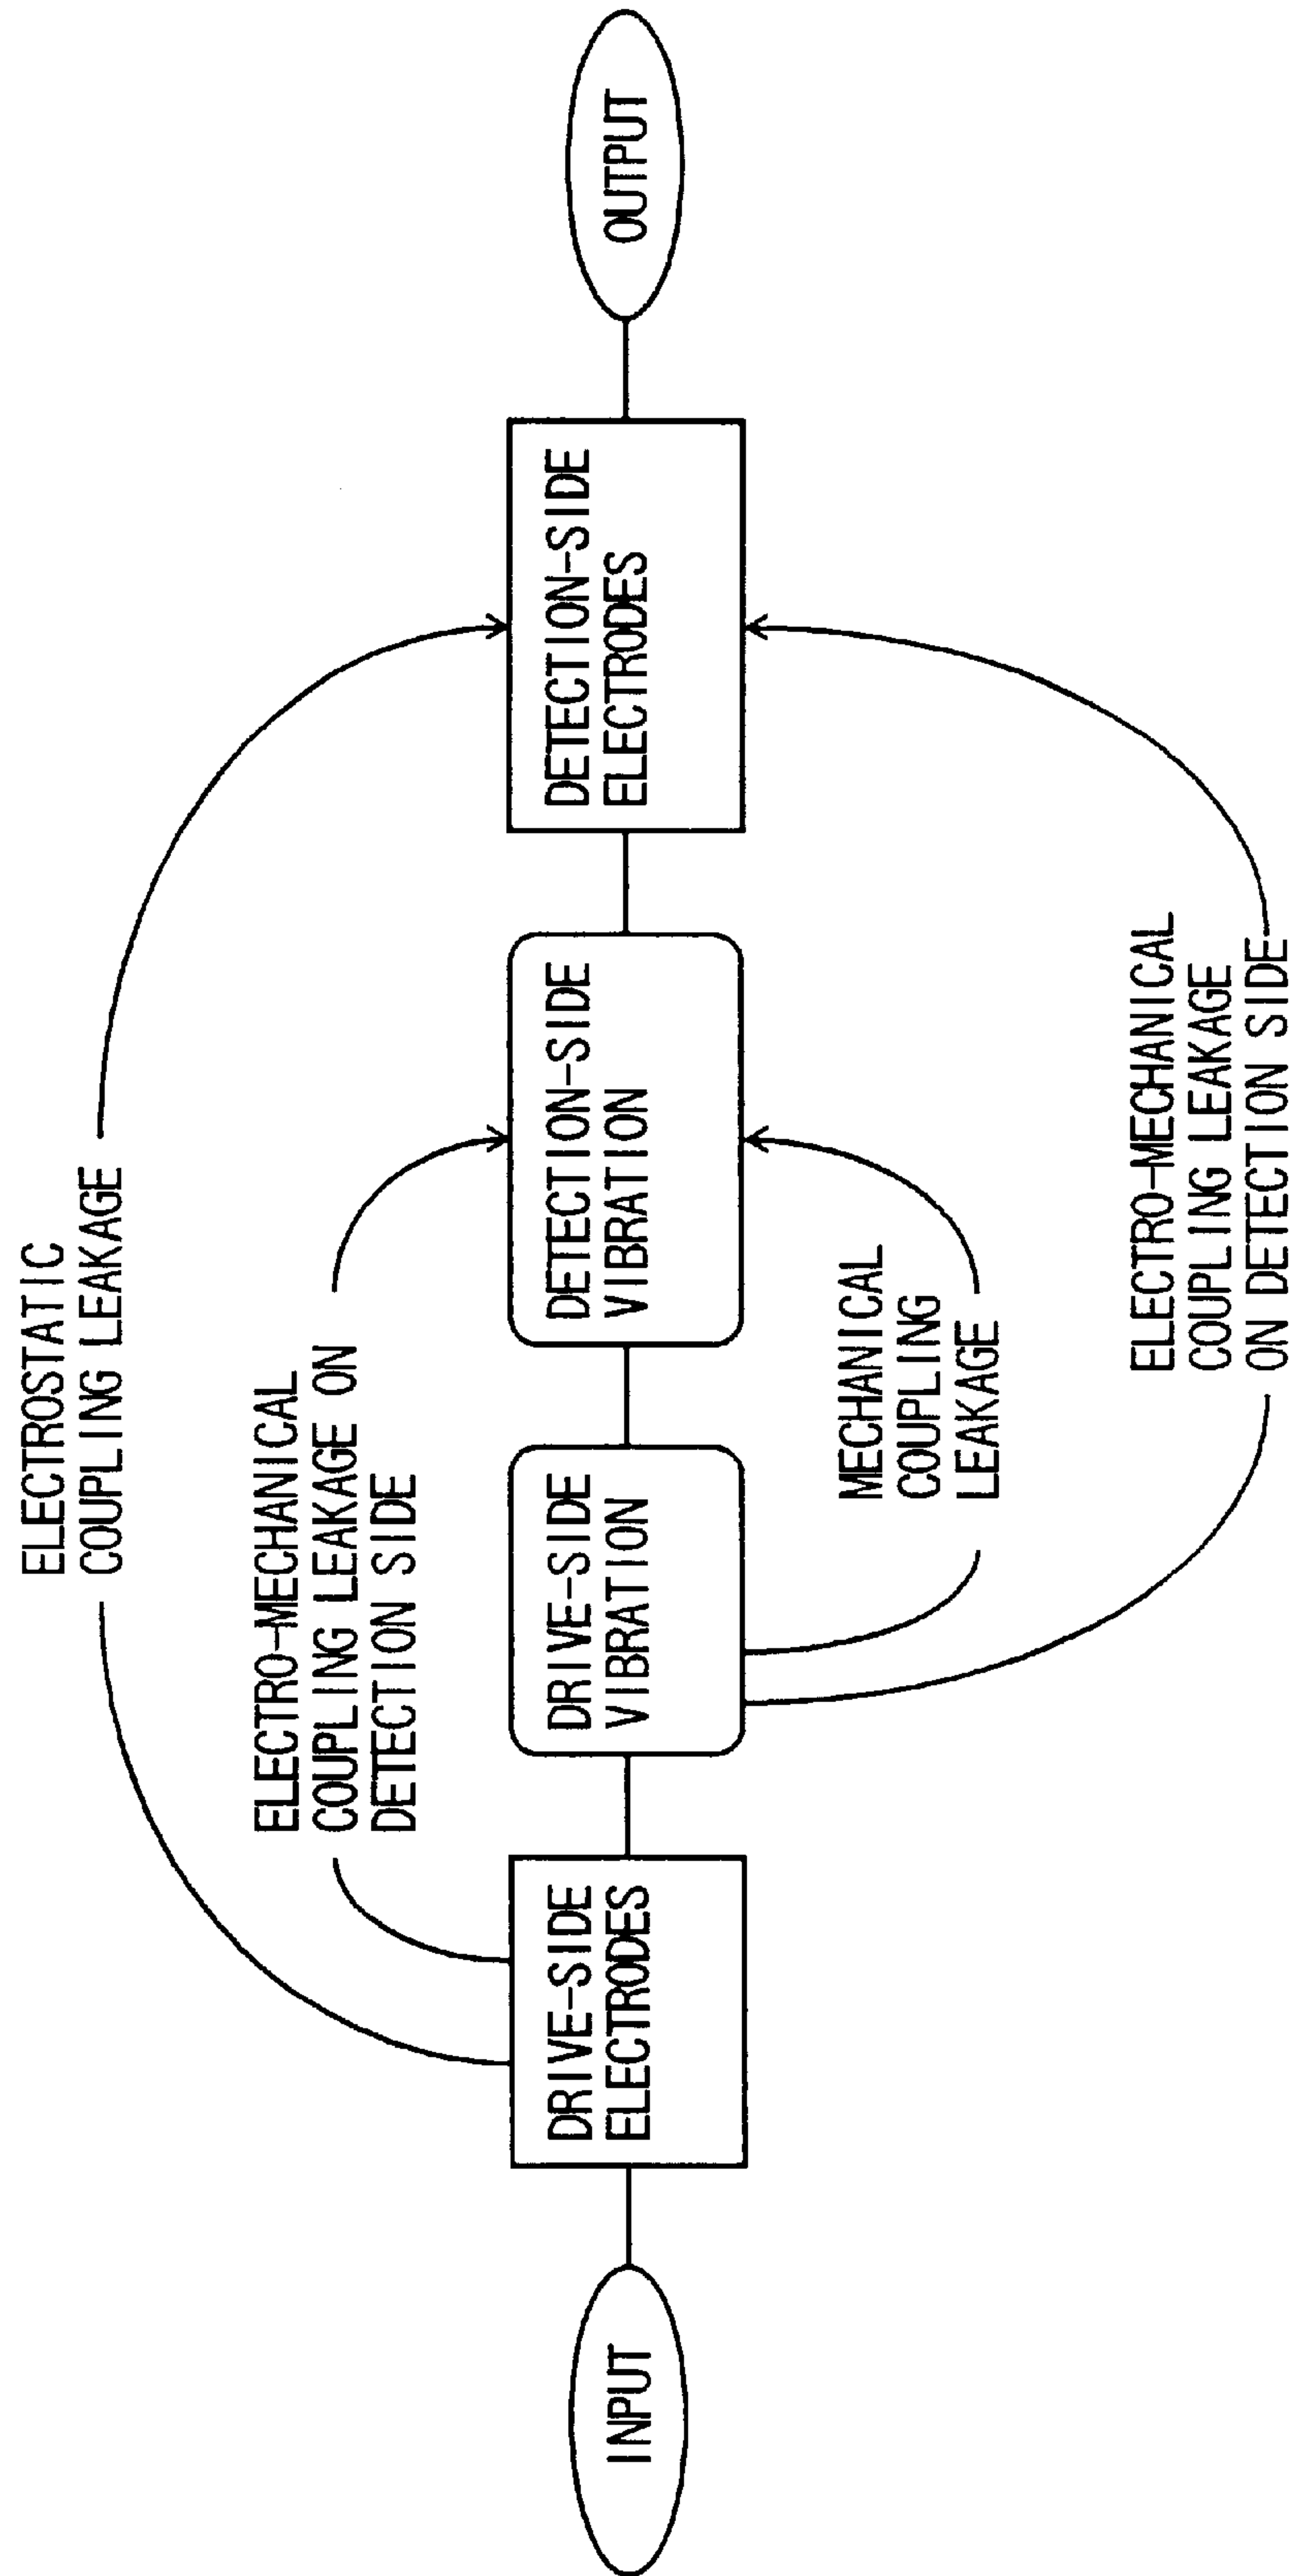 ELECTROSTATIC
COUPLING LEAKAGE
ELECTRO-MECHANICAL
COUPLING LEAKAGE ON
DETECTION SIDE
INPUT
DRIVE-SIDE
ELECTRODES
DRIVE-SIDE
VIBRATION
DETECTION-SIDE
VIBRATION
DETECTION-SIDE
ELECTRODES
OUTPUT
MECHANICAL
COUPLING
LEAKAGE
ELECTRO-MECHANICAL
COUPLING LEAKAGE
ON DETECTION SIDE